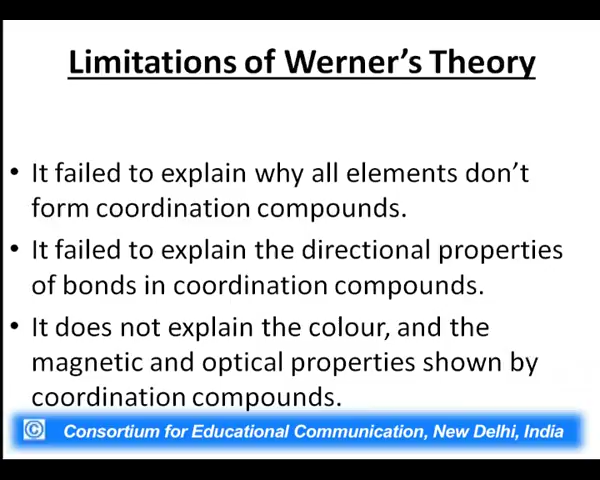 Limitations of Werner's Theory
• It failed to explain why all elements don't
form coordination compounds.
• It failed to explain the directional properties
of bonds in coordination compounds.
• It does not explain the colour, and the
magnetic and optical properties shown by
coordination compounds.
© Consortium for Educational Communication, New Delhi, India